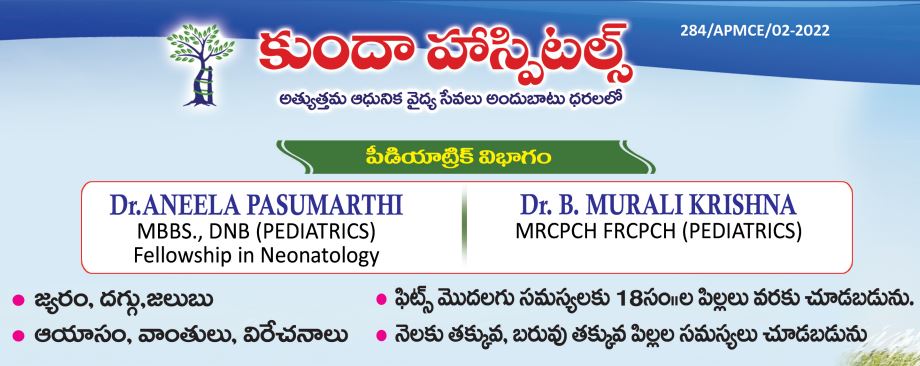 కుందా హాస్పిటల్స్
284/APMCE/02-2022
అత్యుత్తమ ఆధునిక వైద్య సేవలు అందుబాటు ధరలలో
పీడియాట్రిక్ విభాగం
Dr.ANEELA PASUMARTHI
MBBS., DNB (PEDIATRICS)
Fellowship in Neonatology
Dr. B. MURALI KRISHNA
MRCPCH FRCPCH (PEDIATRICS)
• జ్వరం, దగ్గు,జలుబు
• ఆయాసం, వాంతులు, విరేచనాలు
• ఫిట్స్ మొదలగు సమస్యలకు 18సం॥ల పిల్లలు వరకు చూడబడును.
• నెలకు తక్కువ, బరువు తక్కువ పిల్లల సమస్యలు చూడబడును